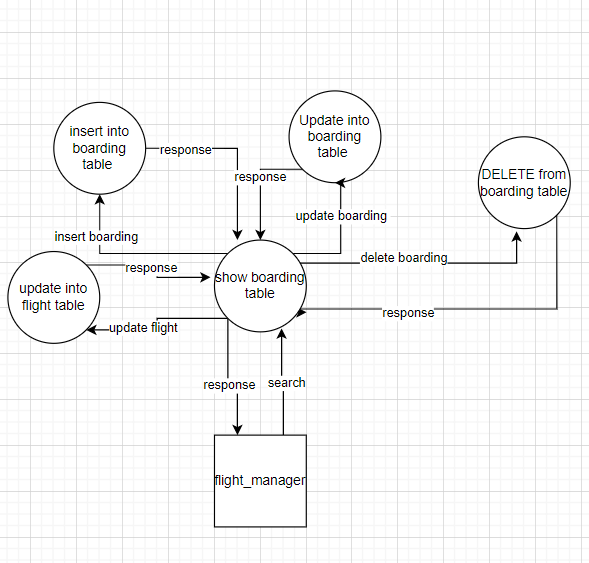 insert into
boarding
table
Update into
boarding
table
DELETE from
boarding table
response
response
update boarding
insert boarding
delete boarding
response
update into
flight table
show boarding
table
update flight
response
response
search
flight_manager